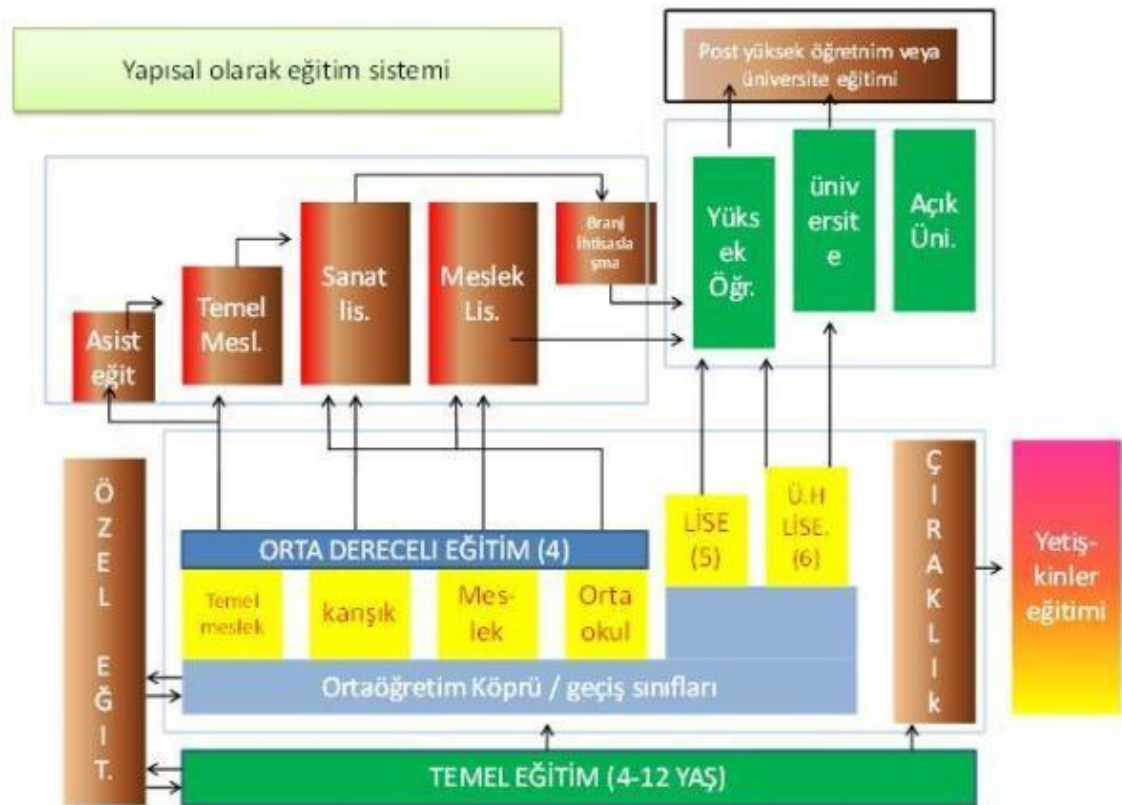 Yapısal olarak eğitim sistemi
Post yüksek öğretnim veya
üniversite eğitimi
Asist
eğit
Temel
Mesl.
Sanat
lis.
Meslek
Lis.
Branj
İhtisasla
şma
Yüks
ek
Öğr.
üniv
ersit
e
Açık
Üni.
ÖZEL EĞİT.
ORTA DERECELİ EĞİTİM (4)
Temel
meslek
karışık
Mes-
lek
Orta
okul
LİSE
(5)
Ü.H
LİSE.
(6)
ÇIRAKLIk
Yetiş-
kinler
eğitimi
Ortaöğretim Köprü / geçiş sınıfları
TEMEL EĞİTİM (4-12 YAŞ)